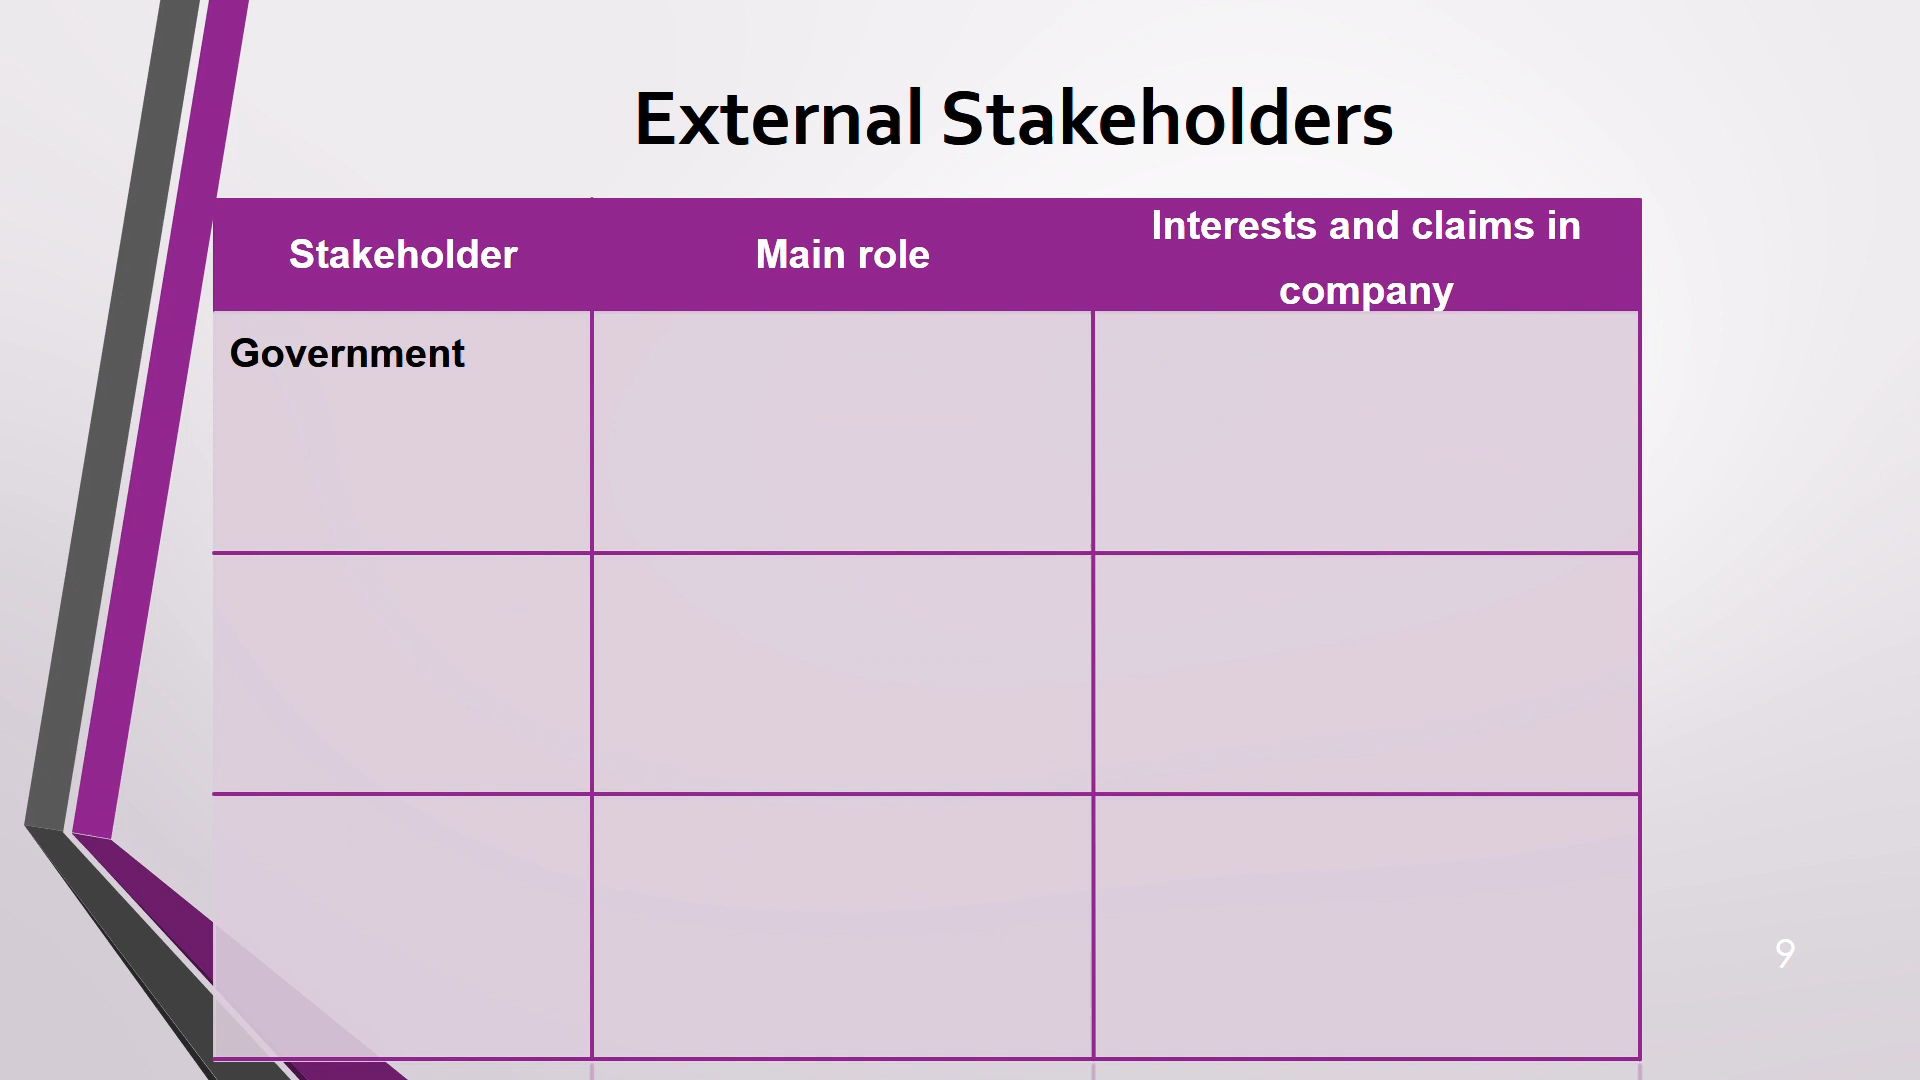 External Stakeholders
Stakeholder
Main role
Interests and claims in
company
Government
9